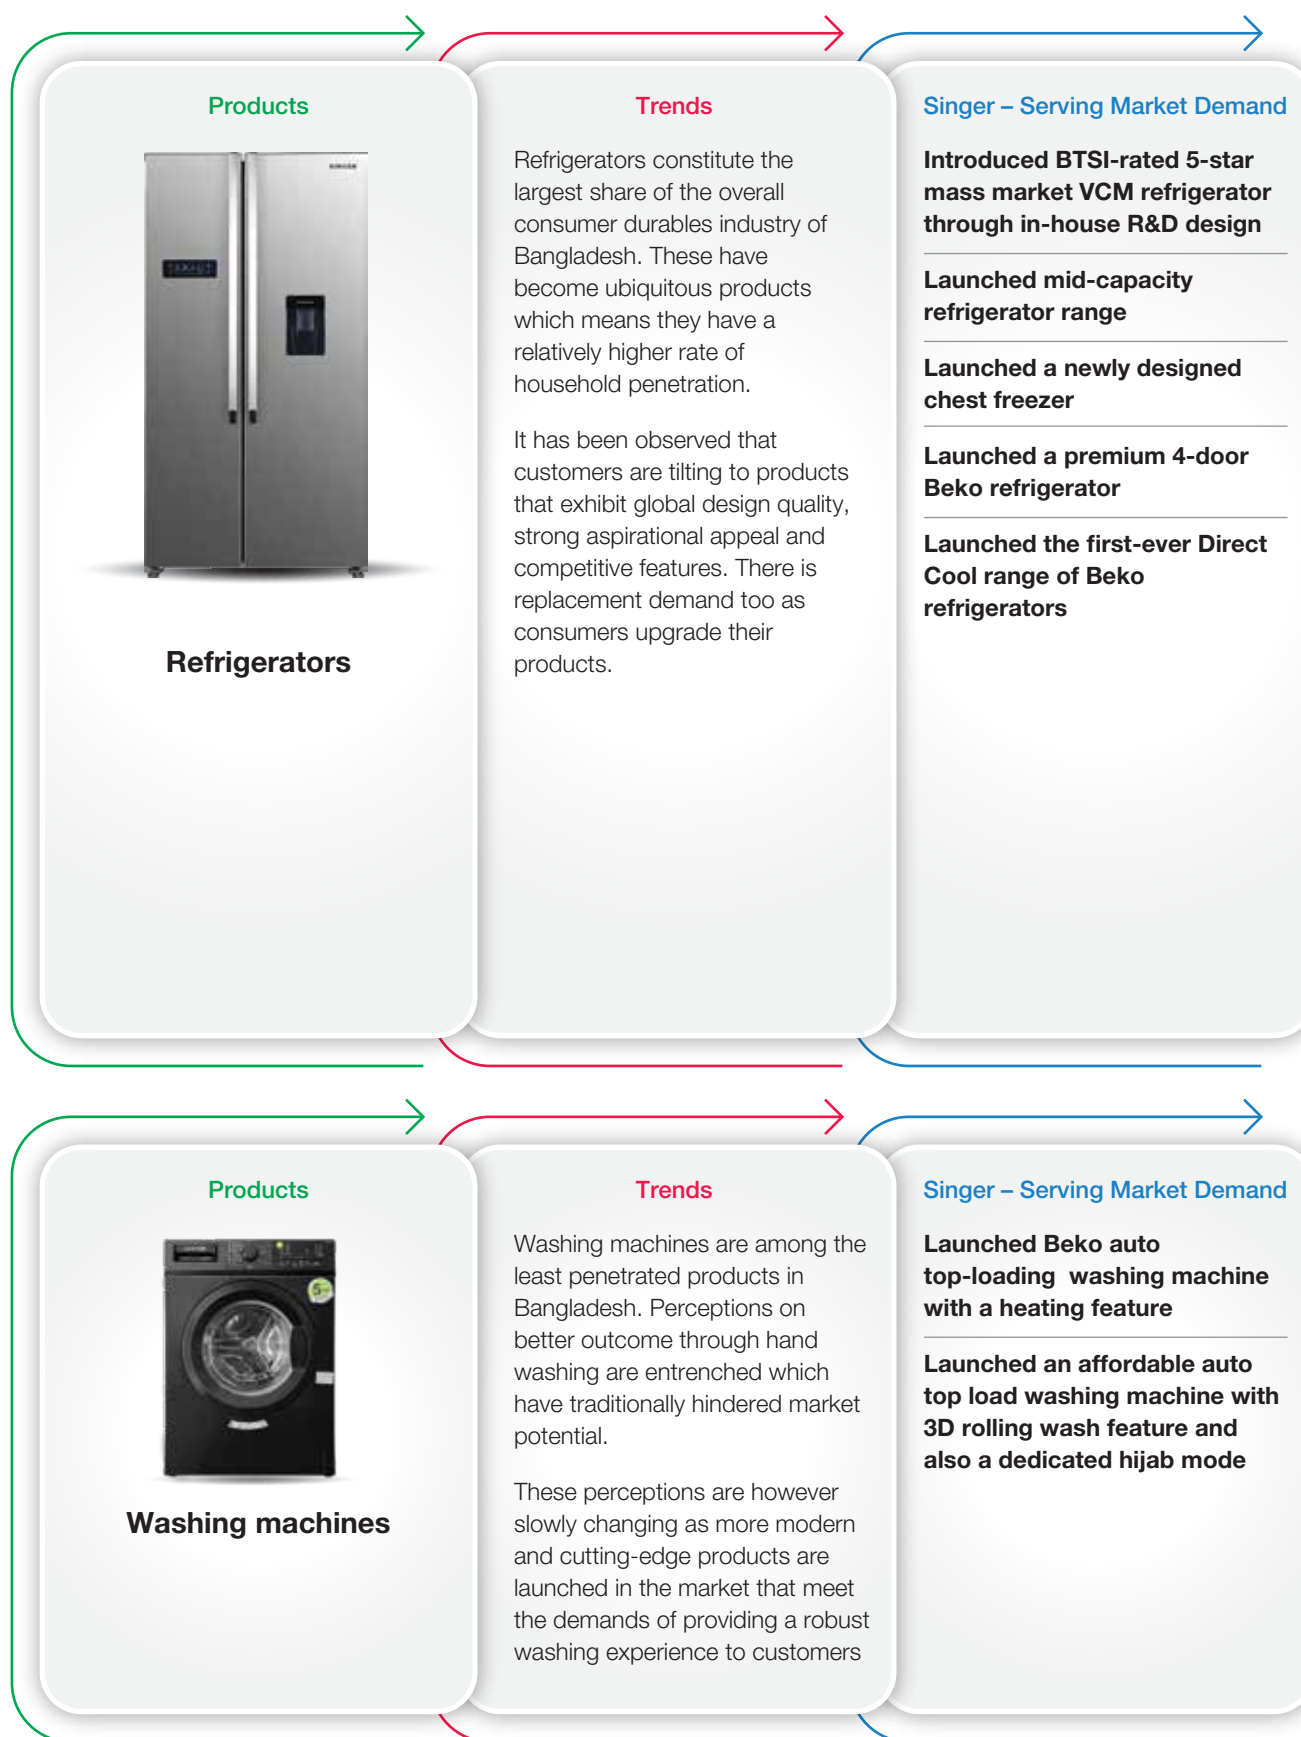 Products
SINGER
Refrigerators
Trends
Refrigerators constitute the
largest share of the overall
consumer durables industry of
Bangladesh. These have
become ubiquitous products
which means they have a
relatively higher rate of
household penetration.
It has been observed that
customers are tilting to products
that exhibit global design quality,
strong aspirational appeal and
competitive features. There is
replacement demand too as
consumers upgrade their
products.
Singer – Serving Market Demand
Introduced BTSI-rated 5-star
mass market VCM refrigerator
through in-house R&D design
Launched mid-capacity
refrigerator range
Launched a newly designed
chest freezer
Launched a premium 4-door
Beko refrigerator
Launched the first-ever Direct
Cool range of Beko
refrigerators
Products
5
Washing machines
Trends
Washing machines are among the
least penetrated products in
Bangladesh. Perceptions on
better outcome through hand
washing are entrenched which
have traditionally hindered market
potential.
These perceptions are however
slowly changing as more modern
and cutting-edge products are
launched in the market that meet
the demands of providing a robust
washing experience to customers
Singer – Serving Market Demand
Launched Beko auto
top-loading  washing machine
with a heating feature
Launched an affordable auto
top load washing machine with
3D rolling wash feature and
also a dedicated hijab mode